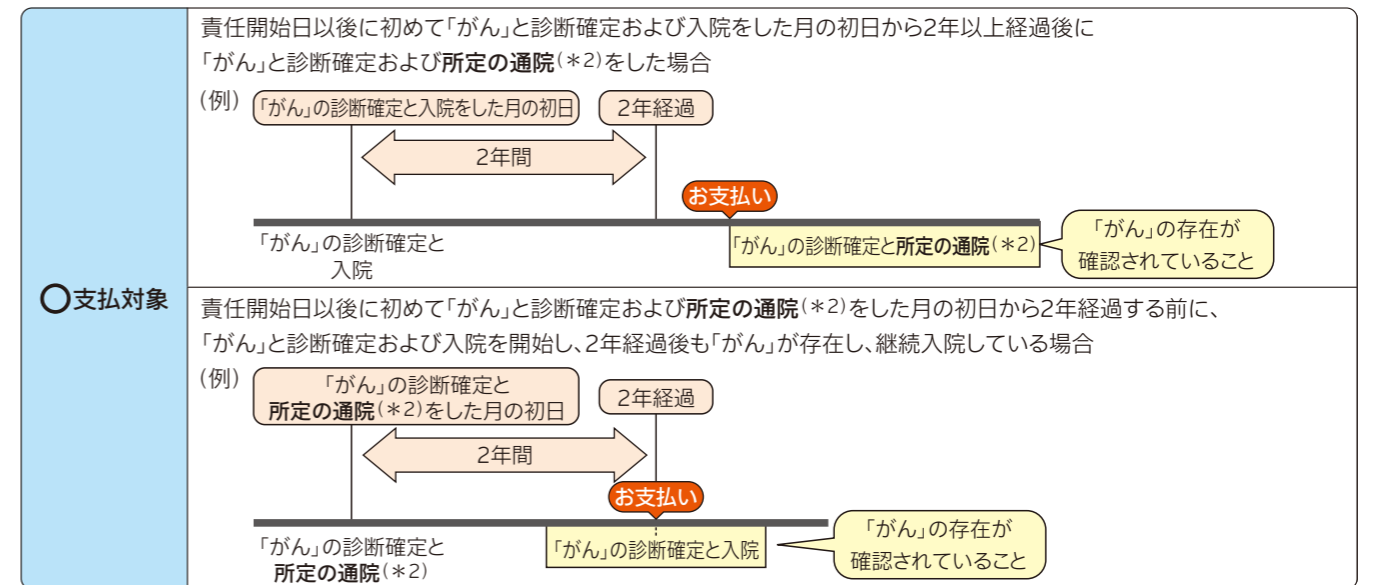 責任開始日以後に初めて「がん」と診断確定および入院をした月の初日から2年以上経過後に
「がん」と診断確定および所定の通院(*2)をした場合
(例)
「がん」の診断確定と入院をした月の初日
2年経過
2年間
お支払い
「がん」の診断確定と
入院
「がん」の診断確定と所定の通院(*2)
「がん」の存在が
確認されていること
○支払対象
責任開始日以後に初めて「がん」と診断確定および所定の通院(*2)をした月の初日から2年経過する前に、
「がん」と診断確定および入院を開始し、2年経過後も「がん」が存在し、継続入院している場合
(例)
「がん」の診断確定と
所定の通院(*2)をした月の初日
2年経過
2年間
お支払い
「がん」の診断確定と
所定の通院(*2)
「がん」の診断確定と入院
「がん」の存在が
確認されていること